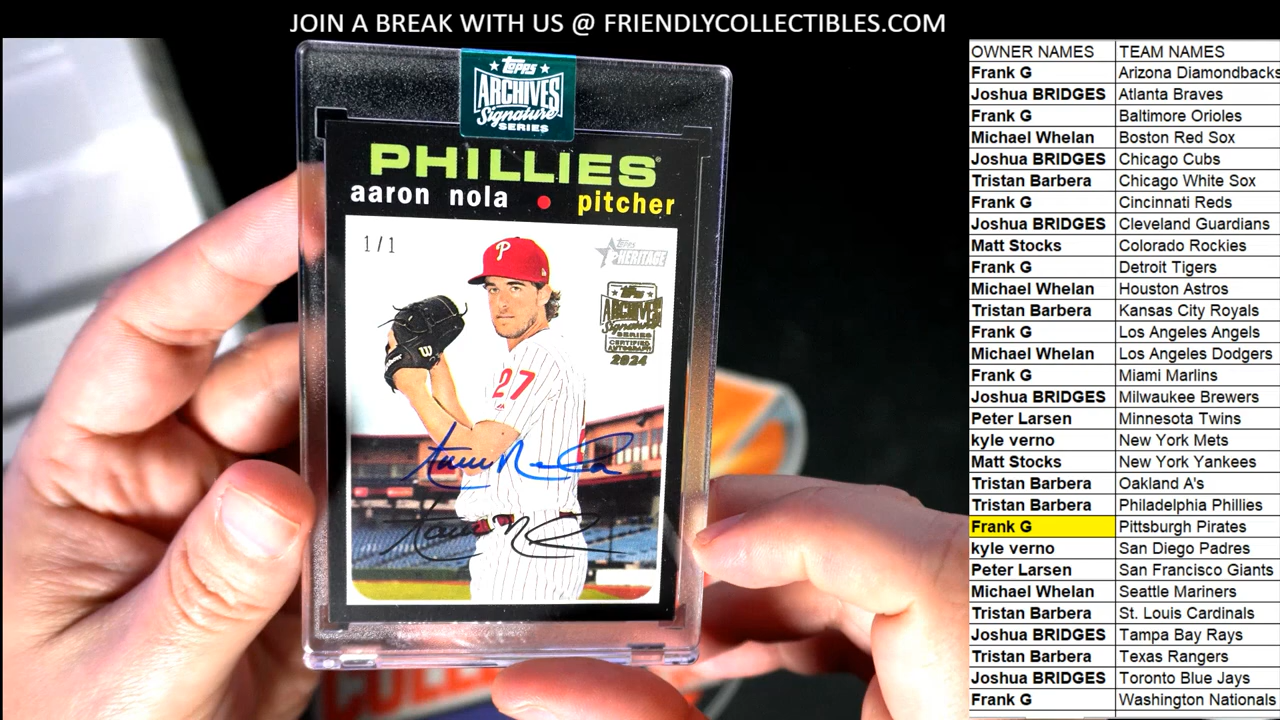 JOIN A BREAK WITH US @ FRIENDLYCOLLECTIBLES.COM
Topps
ARCHIVES
Signature
SERIES
PHILLIES
aaron nola • pitcher
1/1
Topps
HERITAGE
P
Topps
ARCHIVES
Signature
SERIES
CERTIFIED
AUTOGRAPH
2024
W
27
Aaron Nola
Aaron Nola
OWNER NAMES TEAM NAMES
Frank G Arizona Diamondbacks
Joshua BRIDGES Atlanta Braves
Frank G Baltimore Orioles
Michael Whelan Boston Red Sox
Joshua BRIDGES Chicago Cubs
Tristan Barbera Chicago White Sox
Frank G Cincinnati Reds
Joshua BRIDGES Cleveland Guardians
Matt Stocks Colorado Rockies
Frank G Detroit Tigers
Michael Whelan Houston Astros
Tristan Barbera Kansas City Royals
Frank G Los Angeles Angels
Michael Whelan Los Angeles Dodgers
Frank G Miami Marlins
Joshua BRIDGES Milwaukee Brewers
Peter Larsen Minnesota Twins
kyle verno New York Mets
Matt Stocks New York Yankees
Tristan Barbera Oakland A's
Tristan Barbera Philadelphia Phillies
Frank G Pittsburgh Pirates
kyle verno San Diego Padres
Peter Larsen San Francisco Giants
Michael Whelan Seattle Mariners
Tristan Barbera St. Louis Cardinals
Joshua BRIDGES Tampa Bay Rays
Tristan Barbera Texas Rangers
Joshua BRIDGES Toronto Blue Jays
Frank G Washington Nationals